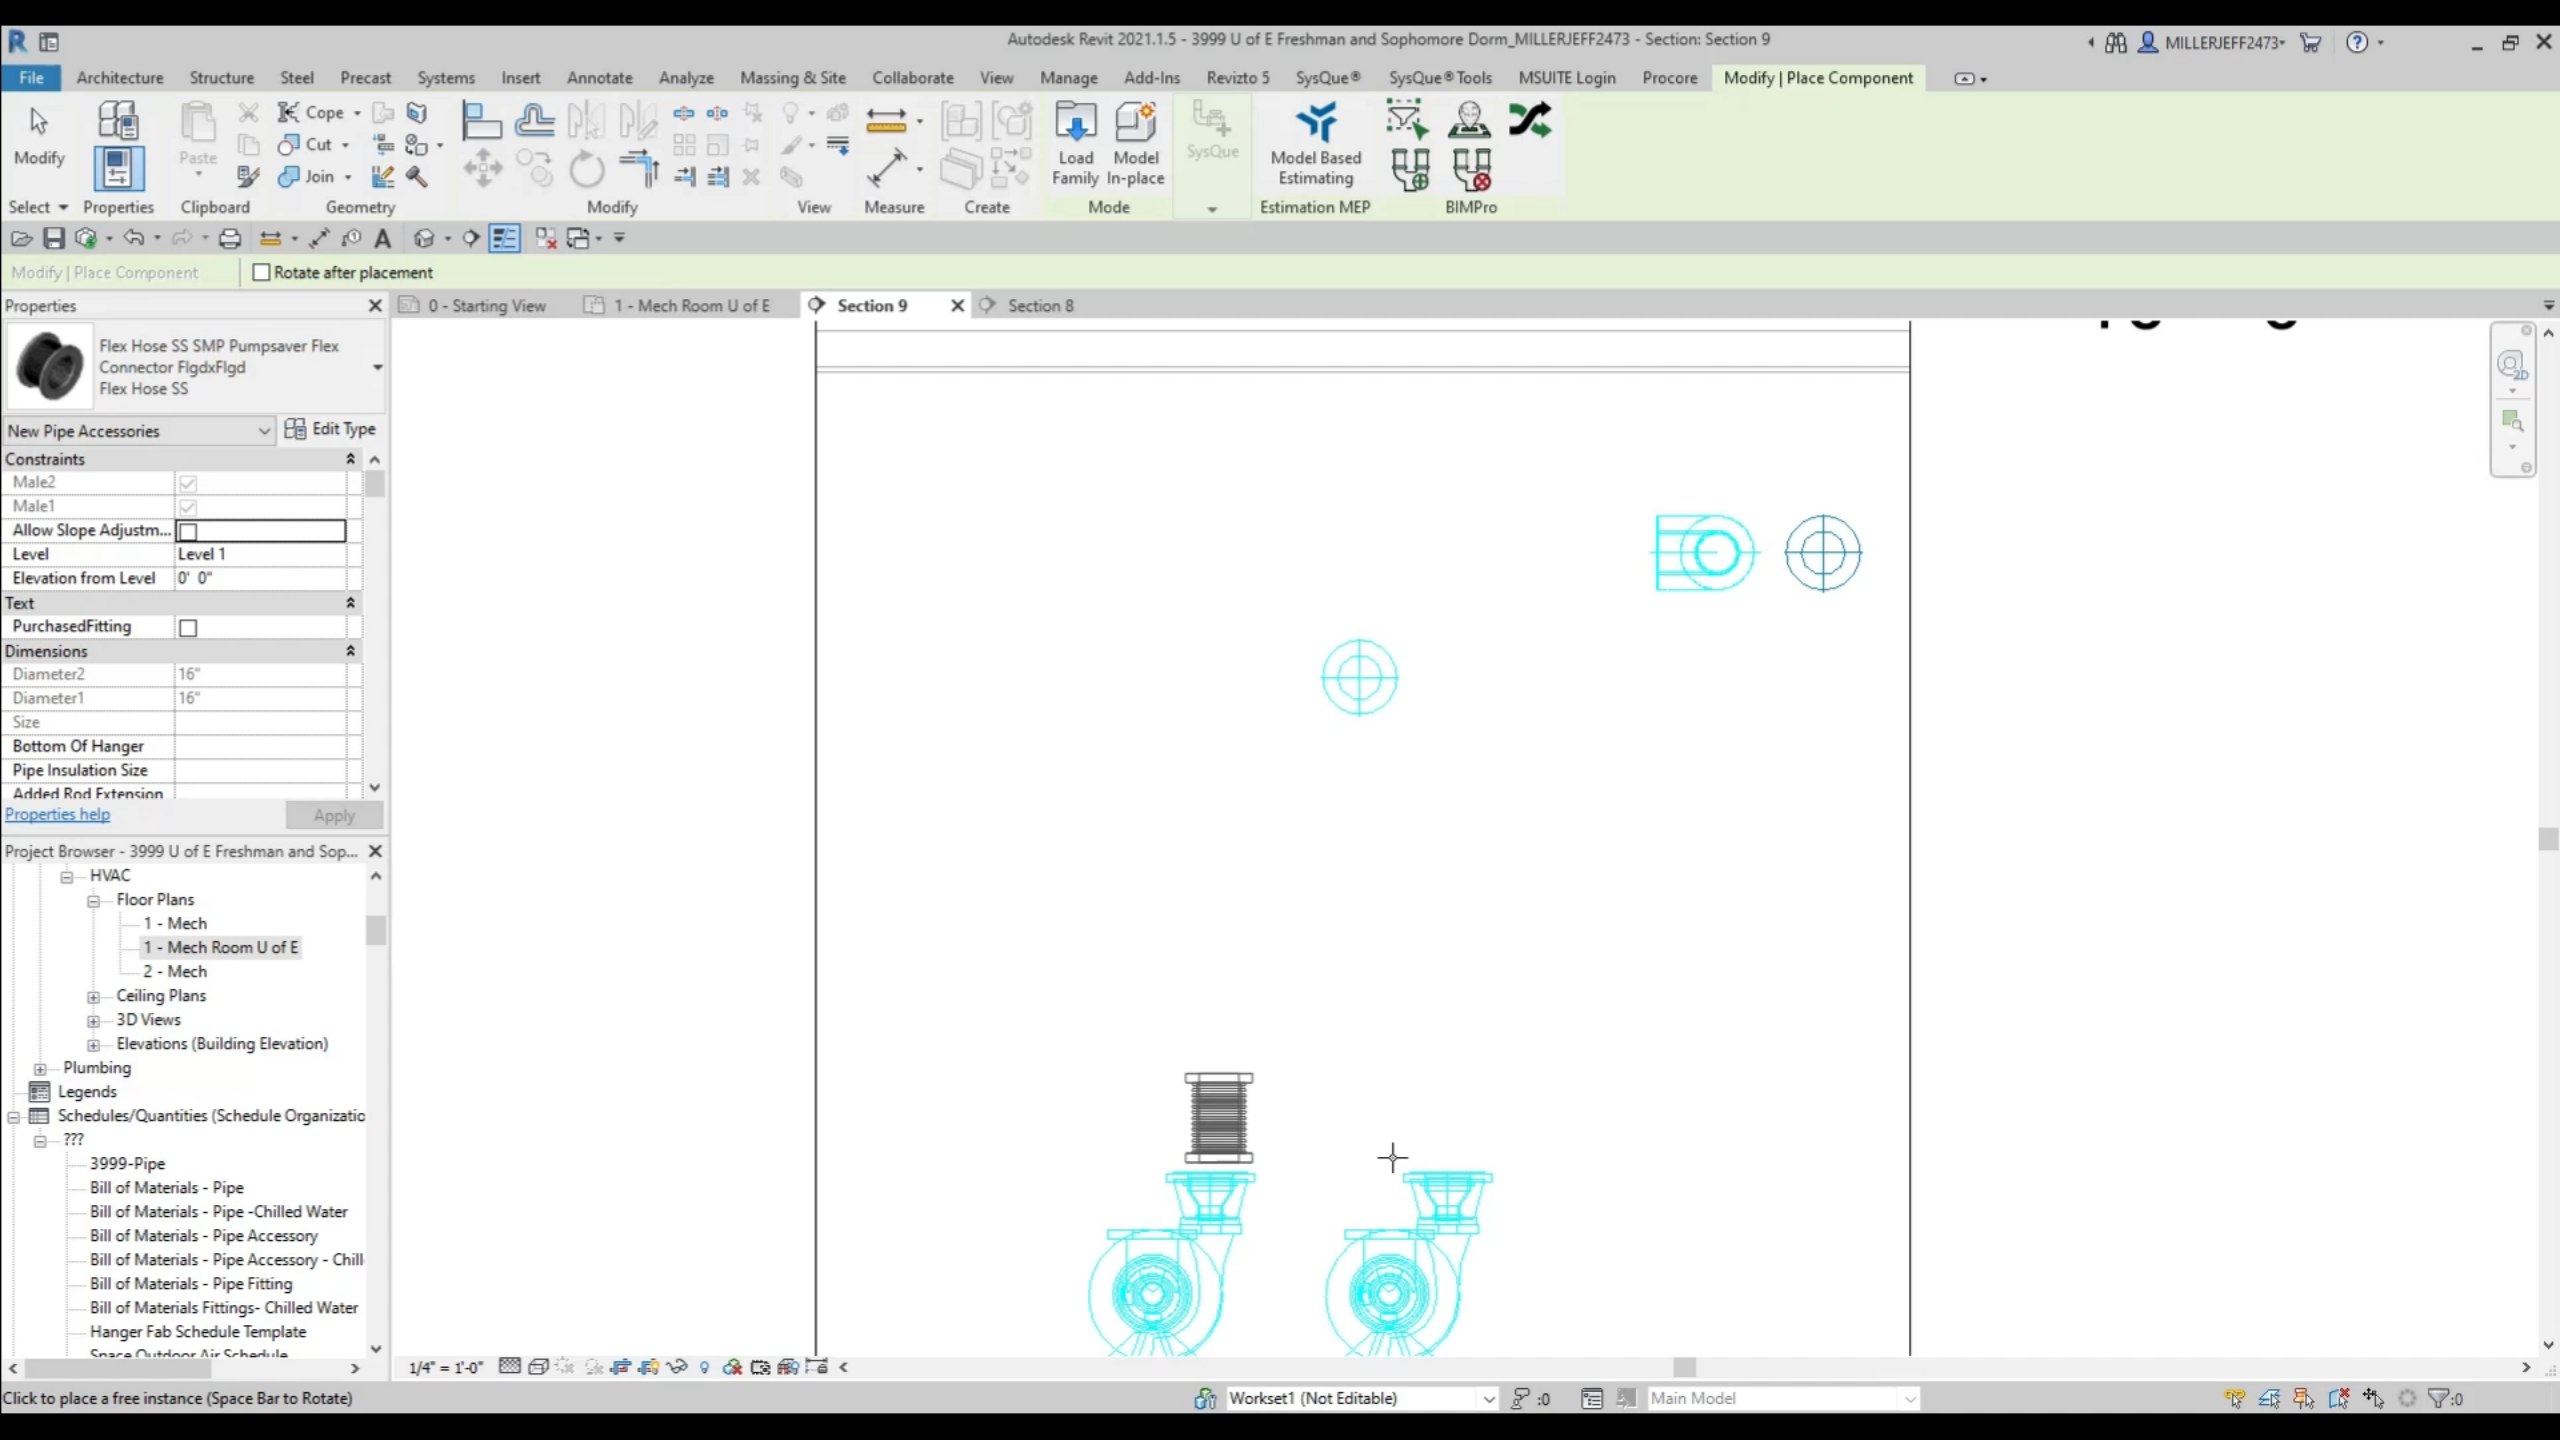 Autodesk Revit 2021.1.5 - 3999 U of E Freshman and Sophomore Dorm_MILLERJEFF2473 - Section: Section 9
MILLERJEFF2473
File Architecture Structure Steel Precast Systems Insert Annotate Analyze Massing & Site Collaborate View Manage Add-Ins Revizto 5 SysQue® SysQue® Tools MSUITE Login Procore Modify | Place Component
Modify Paste Cope Cut Join Load Family Model In-place SysQue Model Based Estimating
Select Properties Clipboard Geometry Modify View Measure Create Mode Estimation MEP BIMPro
Modify | Place Component Rotate after placement
Properties
0 - Starting View 1 - Mech Room U of E Section 9 Section 8
Flex Hose SS SMP Pumpsaver Flex
Connector FlgdxFlgd
Flex Hose SS
New Pipe Accessories Edit Type
Constraints
Male2
Male1
Allow Slope Adjustm...
Level Level 1
Elevation from Level 0' 0"
Text
PurchasedFitting
Dimensions
Diameter2 16"
Diameter1 16"
Size
Bottom Of Hanger
Pipe Insulation Size
Added Rod Extension
Properties help Apply
Project Browser - 3999 U of E Freshman and Sop...
HVAC
Floor Plans
1 - Mech
1 - Mech Room U of E
2 - Mech
Ceiling Plans
3D Views
Elevations (Building Elevation)
Plumbing
Legends
Schedules/Quantities (Schedule Organizatio
???
3999-Pipe
Bill of Materials - Pipe
Bill of Materials - Pipe -Chilled Water
Bill of Materials - Pipe Accessory
Bill of Materials - Pipe Accessory - Chill
Bill of Materials - Pipe Fitting
Bill of Materials Fittings- Chilled Water
Hanger Fab Schedule Template
Space Outdoor Air Schedule
1/4" = 1'-0"
Click to place a free instance (Space Bar to Rotate)
Workset1 (Not Editable) :0 Main Model :0
2D